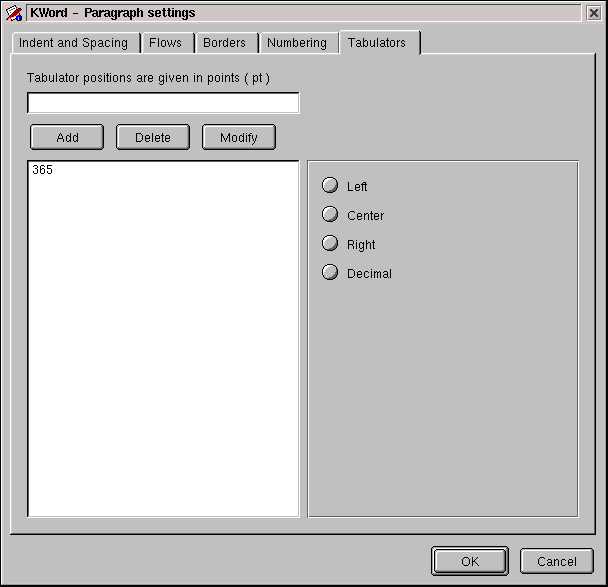 KWord - Paragraph settings
Indent and Spacing Flows Borders Numbering Tabulators
Tabulator positions are given in points ( pt )
Add Delete Modify
365
Left
Center
Right
Decimal
OK Cancel